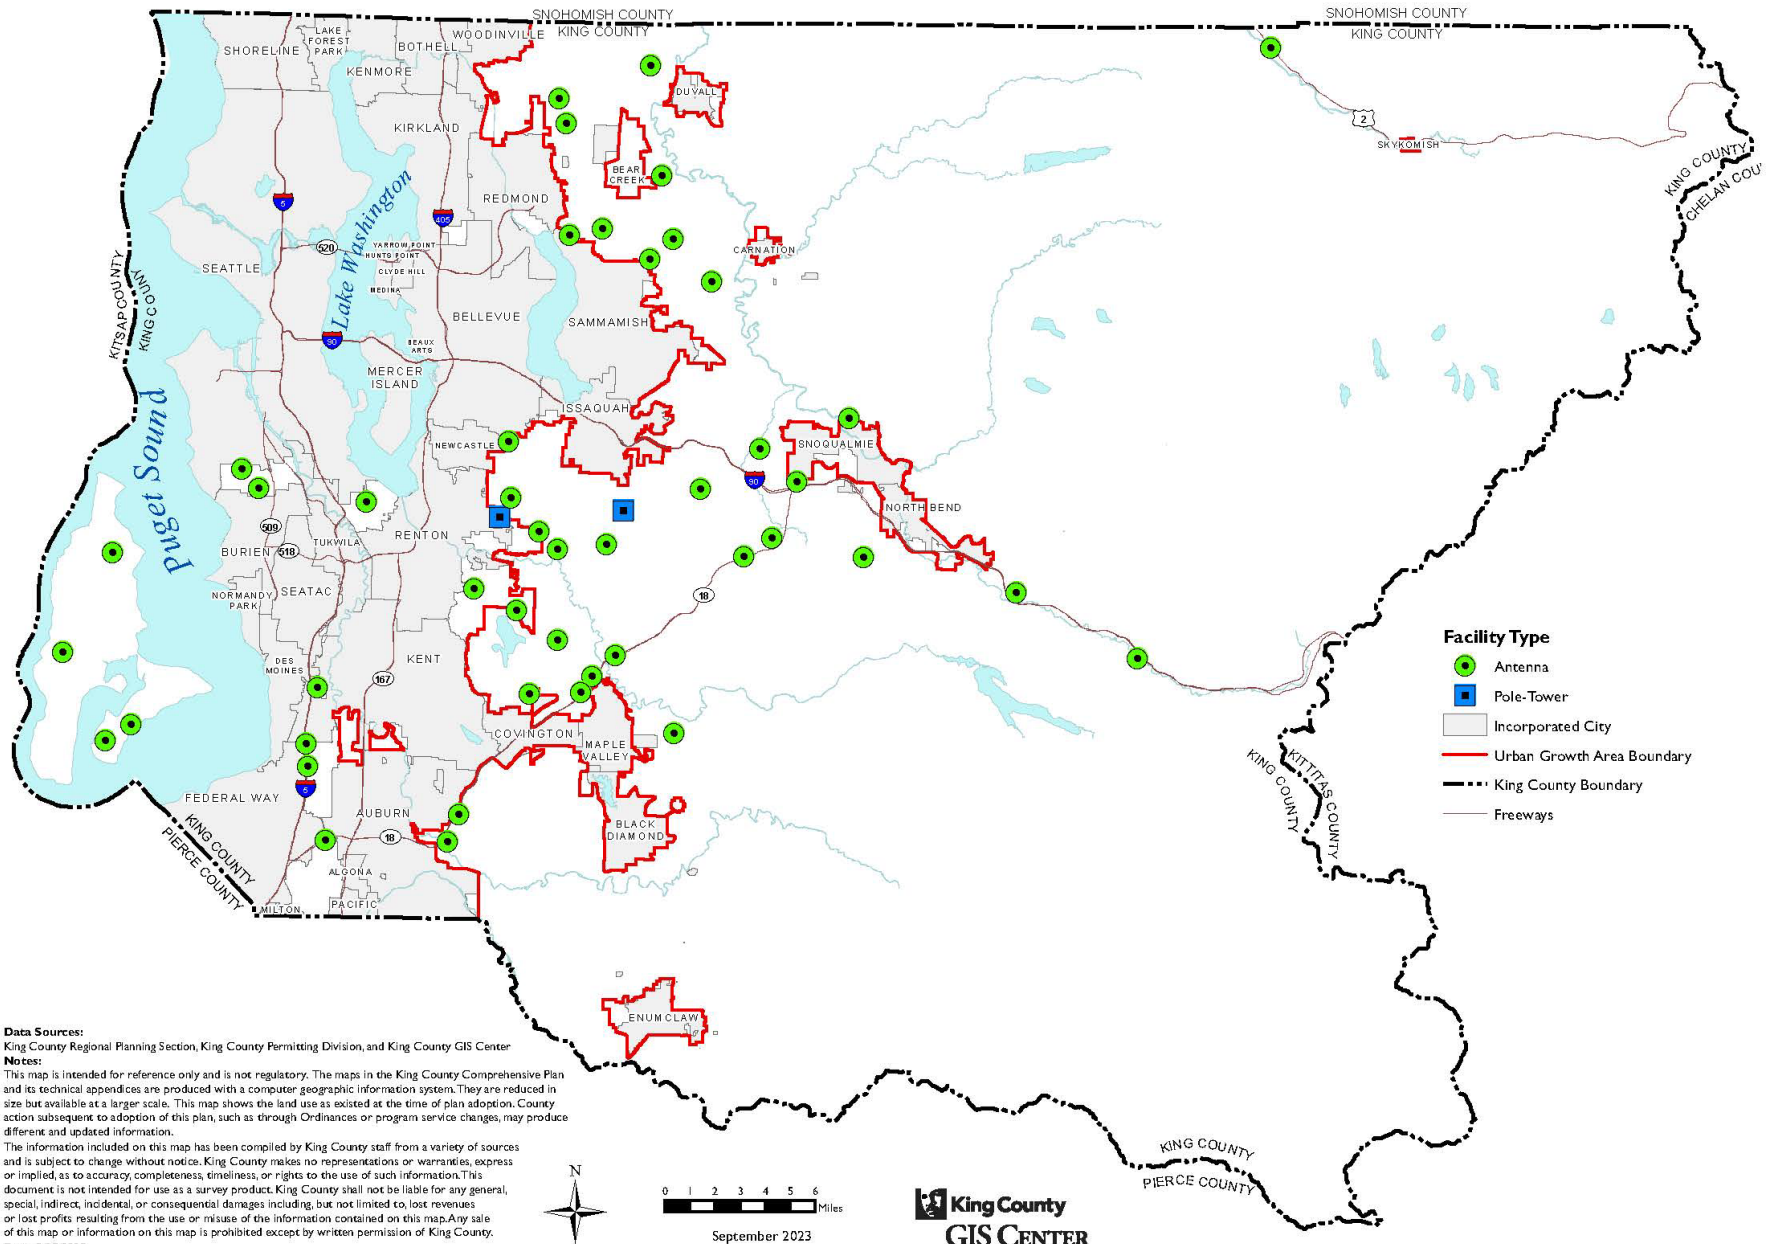 SNOHOMISH COUNTY
KING COUNTY
SNOHOMISH COUNTY
KING COUNTY
LAKE
FOREST
PARK
SHORELINE
BOTHELL
WOODINVILLE
KENMORE
DUVALL
KIRKLAND
2
SKYKOMISH
KING COUNTY
CHELAN COU
BEAR
CREEK
REDMOND
5
405
Lake Washington
520
YARROW POINT
HUNTS POINT
CLYDE HILL
MEDINA
SEATTLE
CARNATION
KITSAP COUNTY
KING COUNTY
BELLEVUE
SAMMAMISH
90
BEAUX
ARTS
MERCER
ISLAND
Puget Sound
ISSAQUAH
NEWCASTLE
SNOQUALMIE
90
NORTH BEND
509
BURIEN
518
TUKWILA
RENTON
NORMANDY
PARK
SEATAC
18
DES
MOINES
KENT
167
COVINGTON
MAPLE
VALLEY
5
FEDERAL WAY
AUBURN
18
BLACK
DIAMOND
KING COUNTY
PIERCE COUNTY
ALGONA
MILTON
PACIFIC
KITTITAS COUNTY
KING COUNTY
ENUMCLAW
Facility Type
Antenna
Pole-Tower
Incorporated City
Urban Growth Area Boundary
King County Boundary
Freeways
KING COUNTY
PIERCE COUNTY
Data Sources:
King County Regional Planning Section, King County Permitting Division, and King County GIS Center
Notes:
This map is intended for reference only and is not regulatory. The maps in the King County Comprehensive Plan
and its technical appendices are produced with a computer geographic information system. They are reduced in
size but available at a larger scale. This map shows the land use as existed at the time of plan adoption. County
action subsequent to adoption of this plan, such as through Ordinances or program service changes, may produce
different and updated information.
The information included on this map has been compiled by King County staff from a variety of sources
and is subject to change without notice. King County makes no representations or warranties, express
or implied, as to accuracy, completeness, timeliness, or rights to the use of such information. This
document is not intended for use as a survey product. King County shall not be liable for any general,
special, indirect, incidental, or consequential damages including, but not limited to, lost revenues
or lost profits resulting from the use or misuse of the information contained on this map. Any sale
of this map or information on this map is prohibited except by written permission of King County.
N
0 1 2 3 4 5 6
Miles
September 2023
King County
GIS CENTER